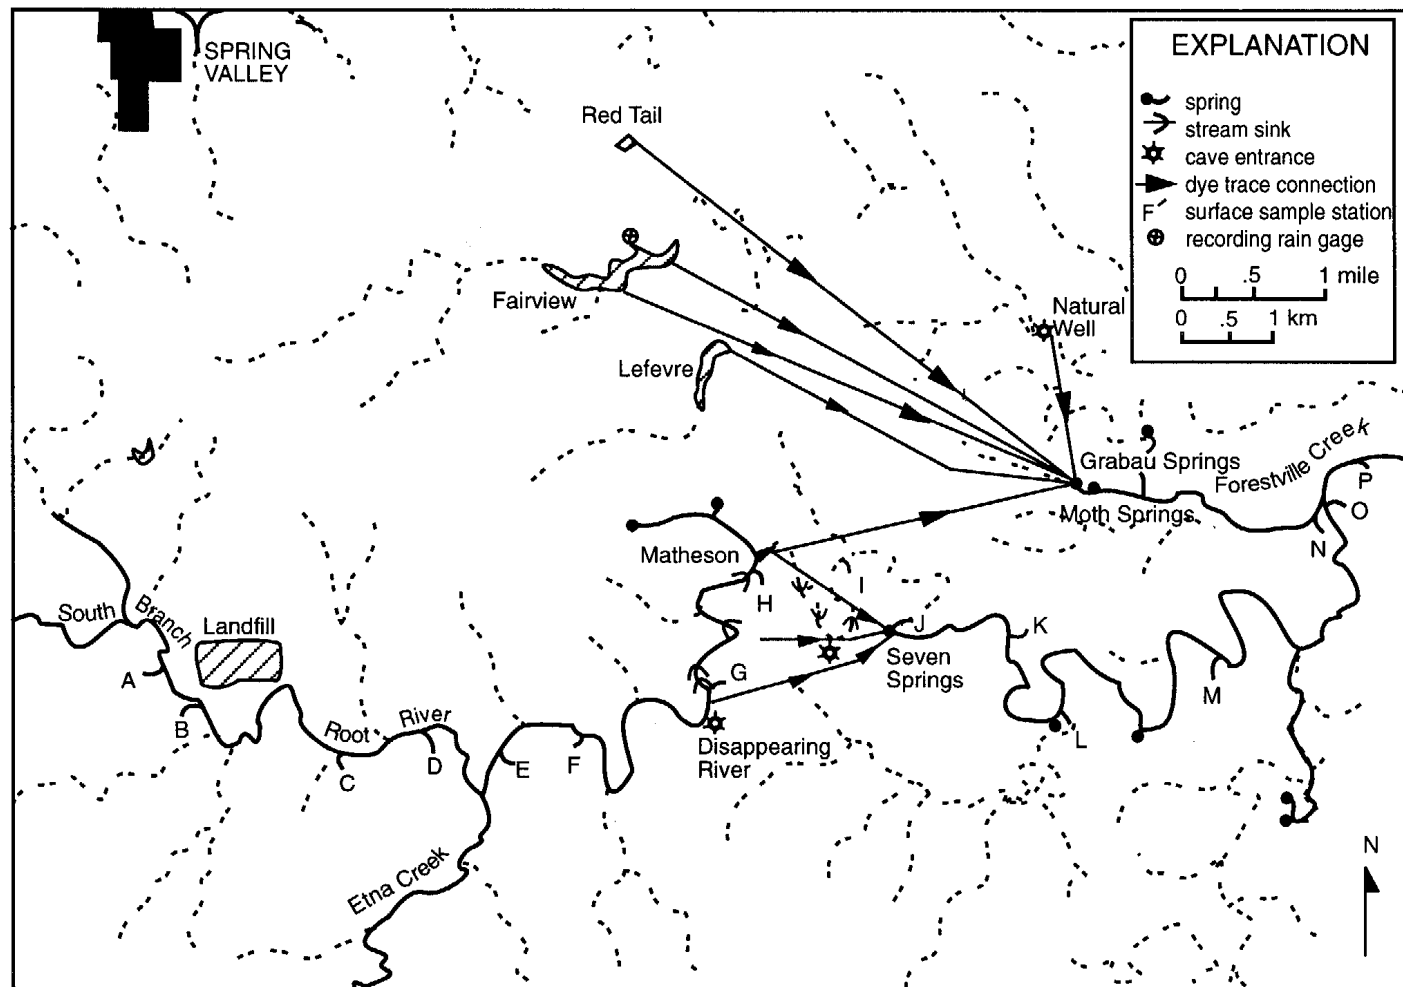 SPRING
VALLEY
EXPLANATION
spring
stream sink
cave entrance
dye trace connection
F surface sample station
recording rain gage
0 .5 1 mile
0 .5 1 km
Red Tail
Fairview
Natural
Well
Lefevre
Grabau Springs
Forestville Creek
Moth Springs
P
O
N
Matheson
H
I
J
K
South Branch
Landfill
Seven
Springs
G
A
M
B
Root River
Disappearing
River
L
C
D
E
F
Etna Creek
N